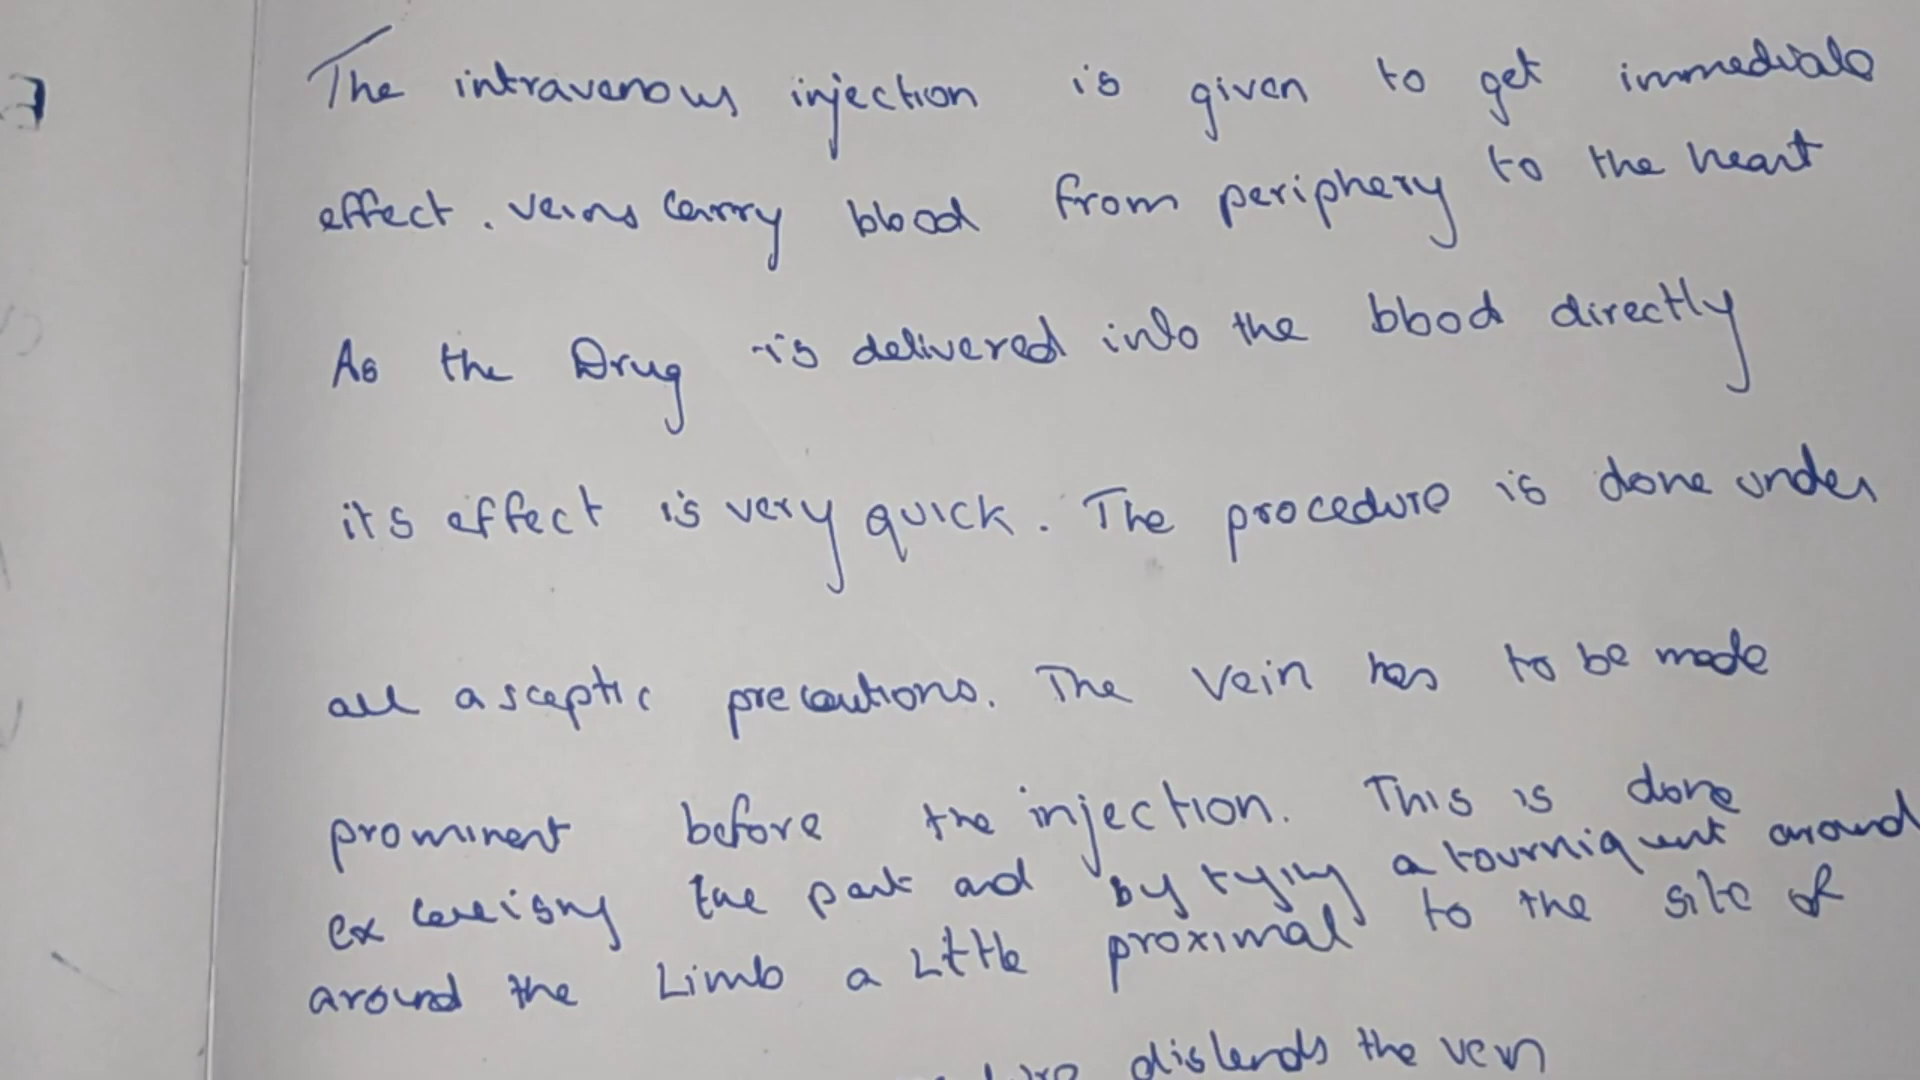 The intravenous injection is given to get immediate
effect. veins carry blood from periphery to the heart
As the Drug is delivered into the blood directly
its effect is very quick. The procedure is done under
all asceptic precautions. The vein has to be made
prominent before the injection. This is done
the part and by tying a tourniquent around
around the Limb a little proximal to the site of
distends the vein